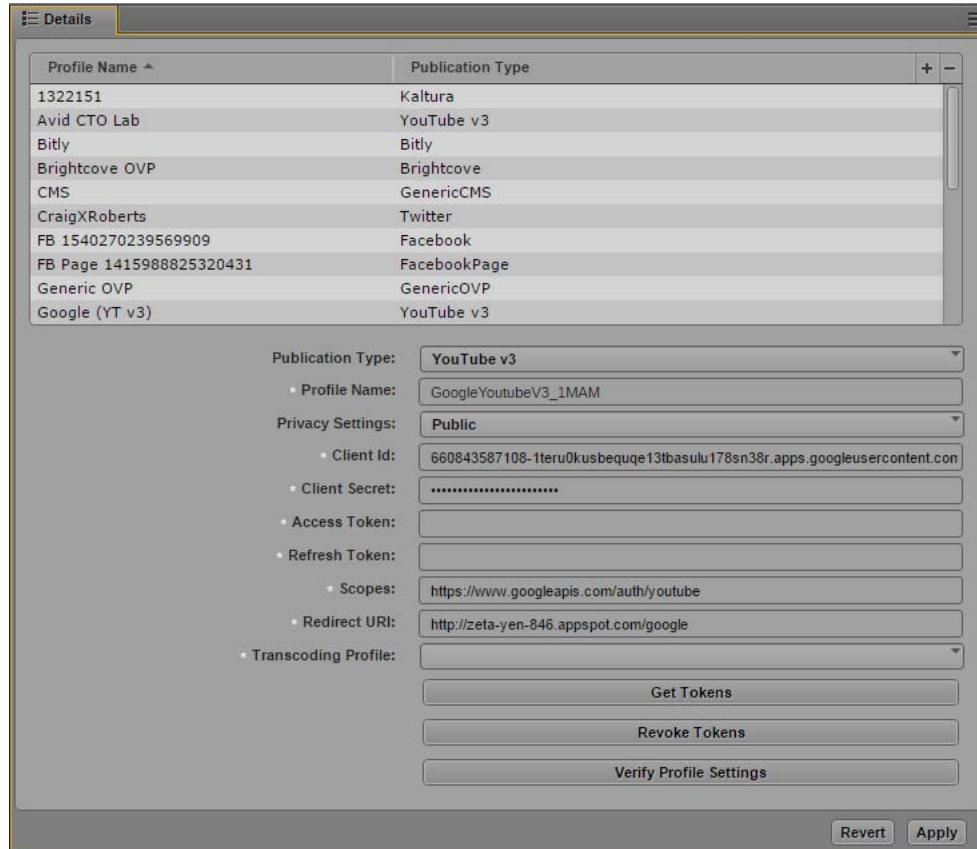 Details
Profile Name Publication Type + −
1322151 Kaltura
Avid CTO Lab YouTube v3
Bitly Bitly
Brightcove OVP Brightcove
CMS GenericCMS
CraigXRoberts Twitter
FB 1540270239569909 Facebook
FB Page 1415988825320431 FacebookPage
Generic OVP GenericOVP
Google (YT v3) YouTube v3
Publication Type: YouTube v3
* Profile Name: GoogleYoutubeV3_1MAM
Privacy Settings: Public
* Client Id: 660843587108-1teru0kusbequqe13tbasulu178sn38r.apps.googleusercontent.com
* Client Secret: ••••••••••••••••••••••••
* Access Token:
* Refresh Token:
* Scopes: https://www.googleapis.com/auth/youtube
* Redirect URI: http://zeta-yen-846.appspot.com/google
* Transcoding Profile:
Get Tokens
Revoke Tokens
Verify Profile Settings
Revert Apply